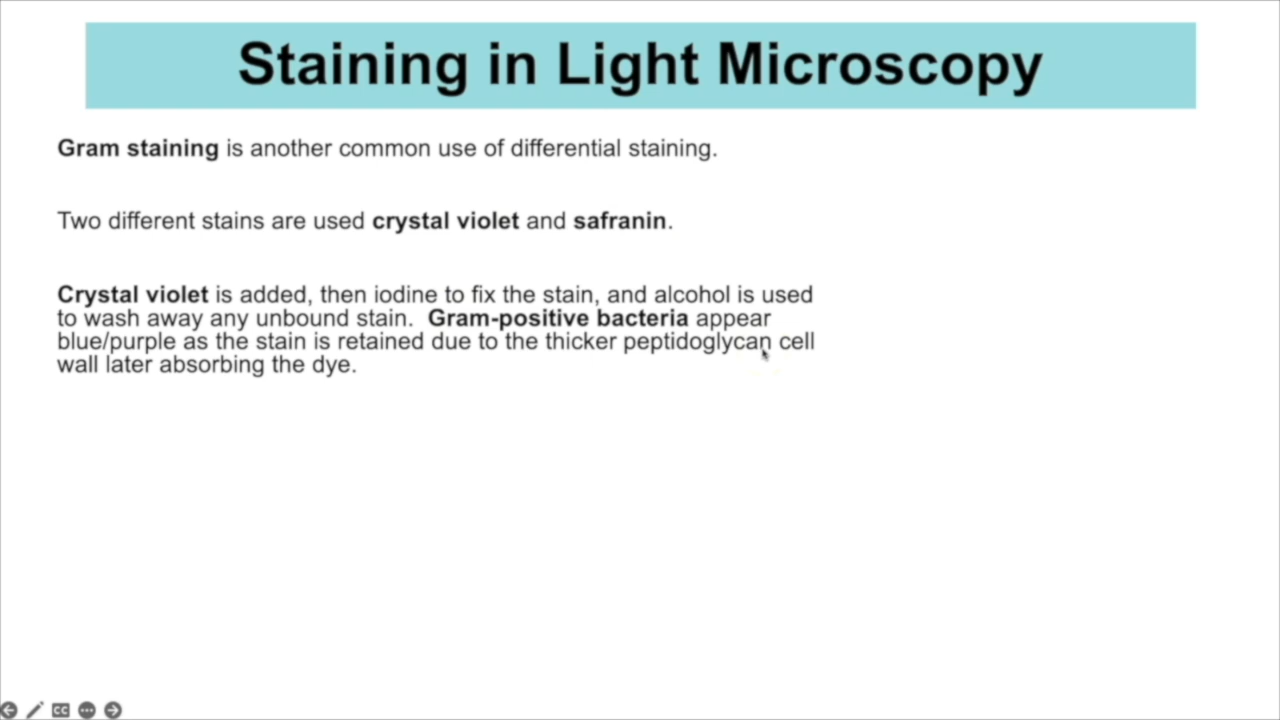 Staining in Light Microscopy
Gram staining is another common use of differential staining.
Two different stains are used crystal violet and safranin.
Crystal violet is added, then iodine to fix the stain, and alcohol is used
to wash away any unbound stain.  Gram-positive bacteria appear
blue/purple as the stain is retained due to the thicker peptidoglycan cell
wall later absorbing the dye.
CC